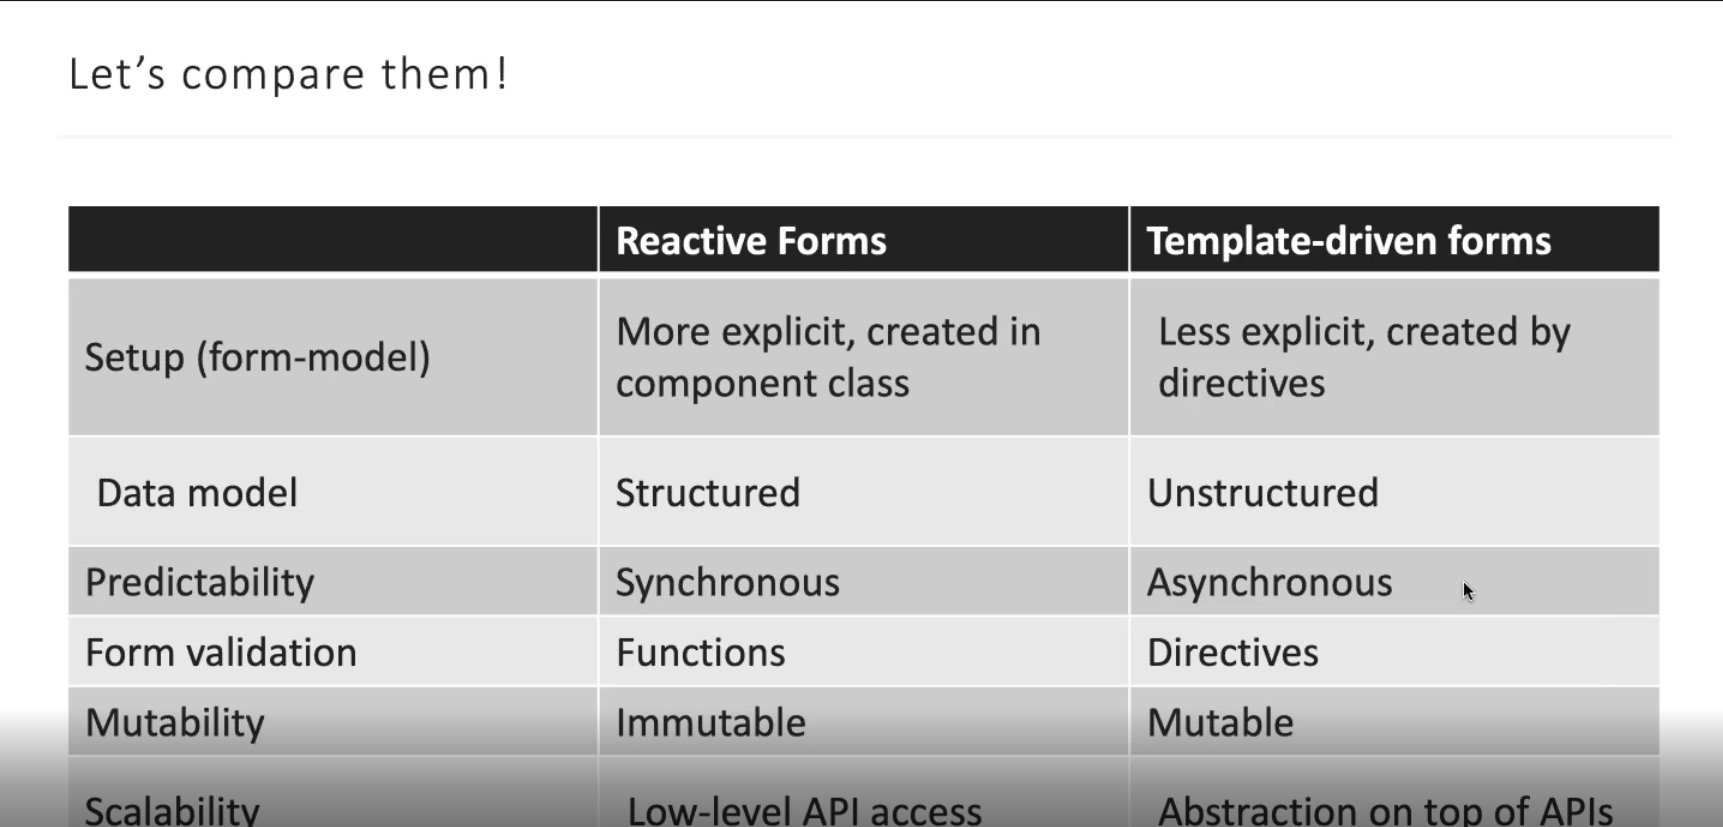 Let’s compare them!
Reactive Forms
Template-driven forms
Setup (form-model)
More explicit, created in
component class
Less explicit, created by
directives
Data model
Structured
Unstructured
Predictability
Synchronous
Asynchronous
Form validation
Functions
Directives
Mutability
Immutable
Mutable
Scalability
Low-level API access
Abstraction on top of APIs